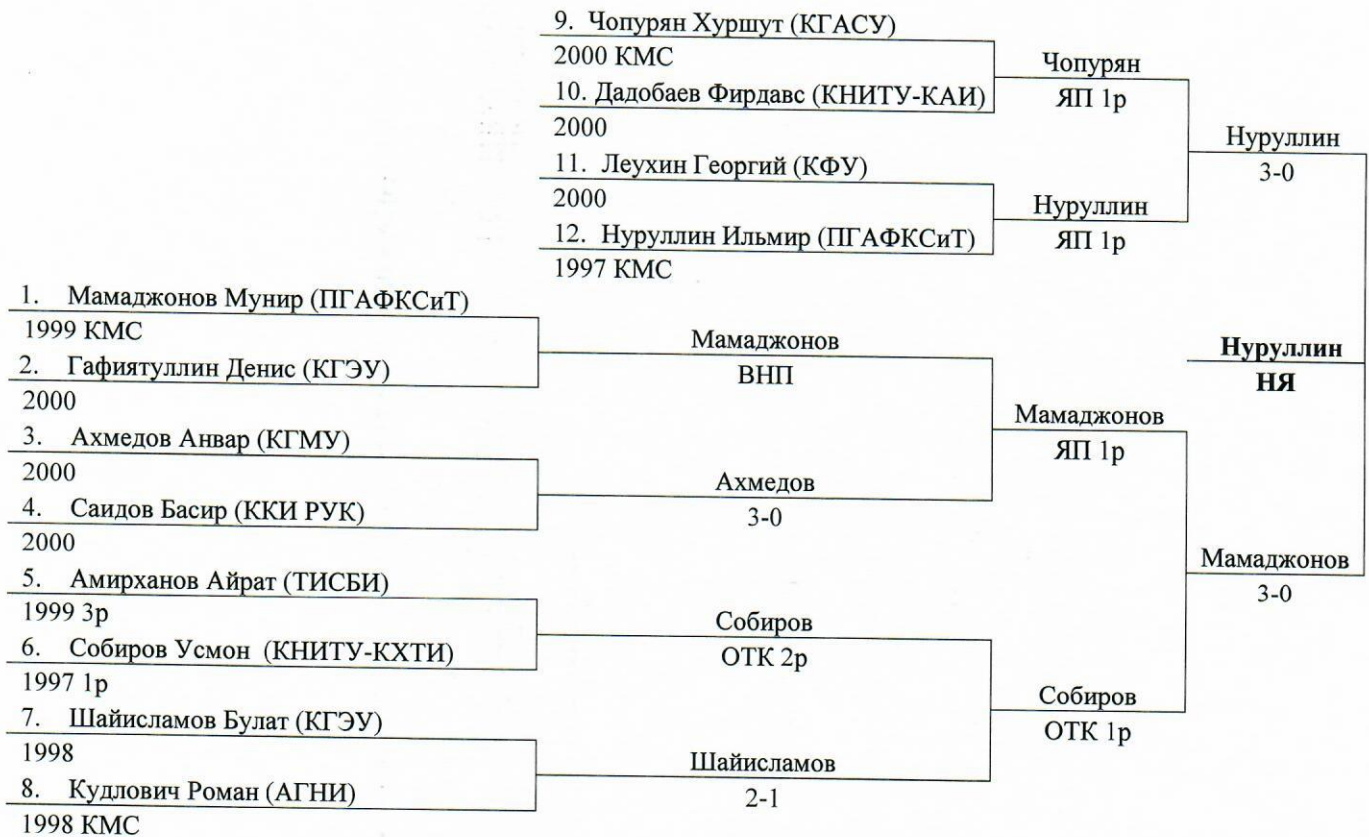 9. Чопурян Хуршут (КГАСУ)
2000 КМС
10. Дадобаев Фирдавс (КНИТУ-КАИ)
2000
11. Леухин Георгий (КФУ)
2000
12. Нуруллин Ильмир (ПГАФКСиТ)
1997 КМС
Чопурян
ЯП 1р
Нуруллин
ЯП 1р
Нуруллин
3-0
1. Мамаджонов Мунир (ПГАФКСиТ)
1999 КМС
2. Гафиятуллин Денис (КГЭУ)
2000
3. Ахмедов Анвар (КГМУ)
2000
4. Саидов Басир (ККИ РУК)
2000
5. Амирханов Айрат (ТИСБИ)
1999 3р
6. Собиров Усмон (КНИТУ-КХТИ)
1997 1р
7. Шайисламов Булат (КГЭУ)
1998
8. Кудлович Роман (АГНИ)
1998 КМС
Мамаджонов
ВНП
Ахмедов
3-0
Собиров
ОТК 2р
Шайисламов
2-1
Мамаджонов
ЯП 1р
Собиров
ОТК 1р
Мамаджонов
3-0
Нуруллин
НЯ